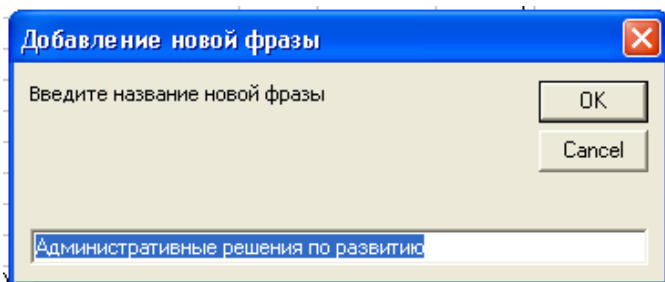 Добавление новой фразы
Введите название новой фразы
OK
Cancel
Административные решения по развитию